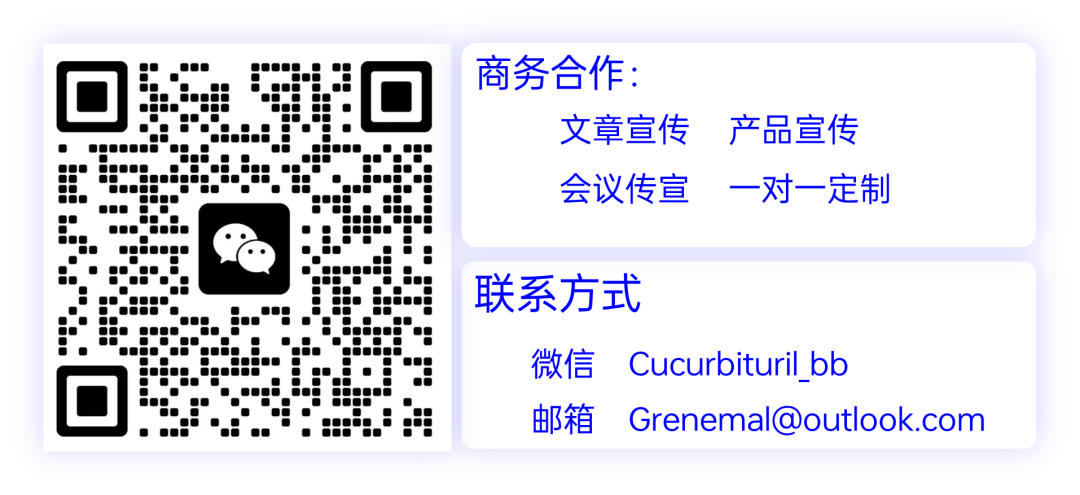 商务合作：
文章宣传 产品宣传
会议传宣 一对一定制
联系方式
微信 Cucurbituril_bb
邮箱 Grenemal@outlook.com